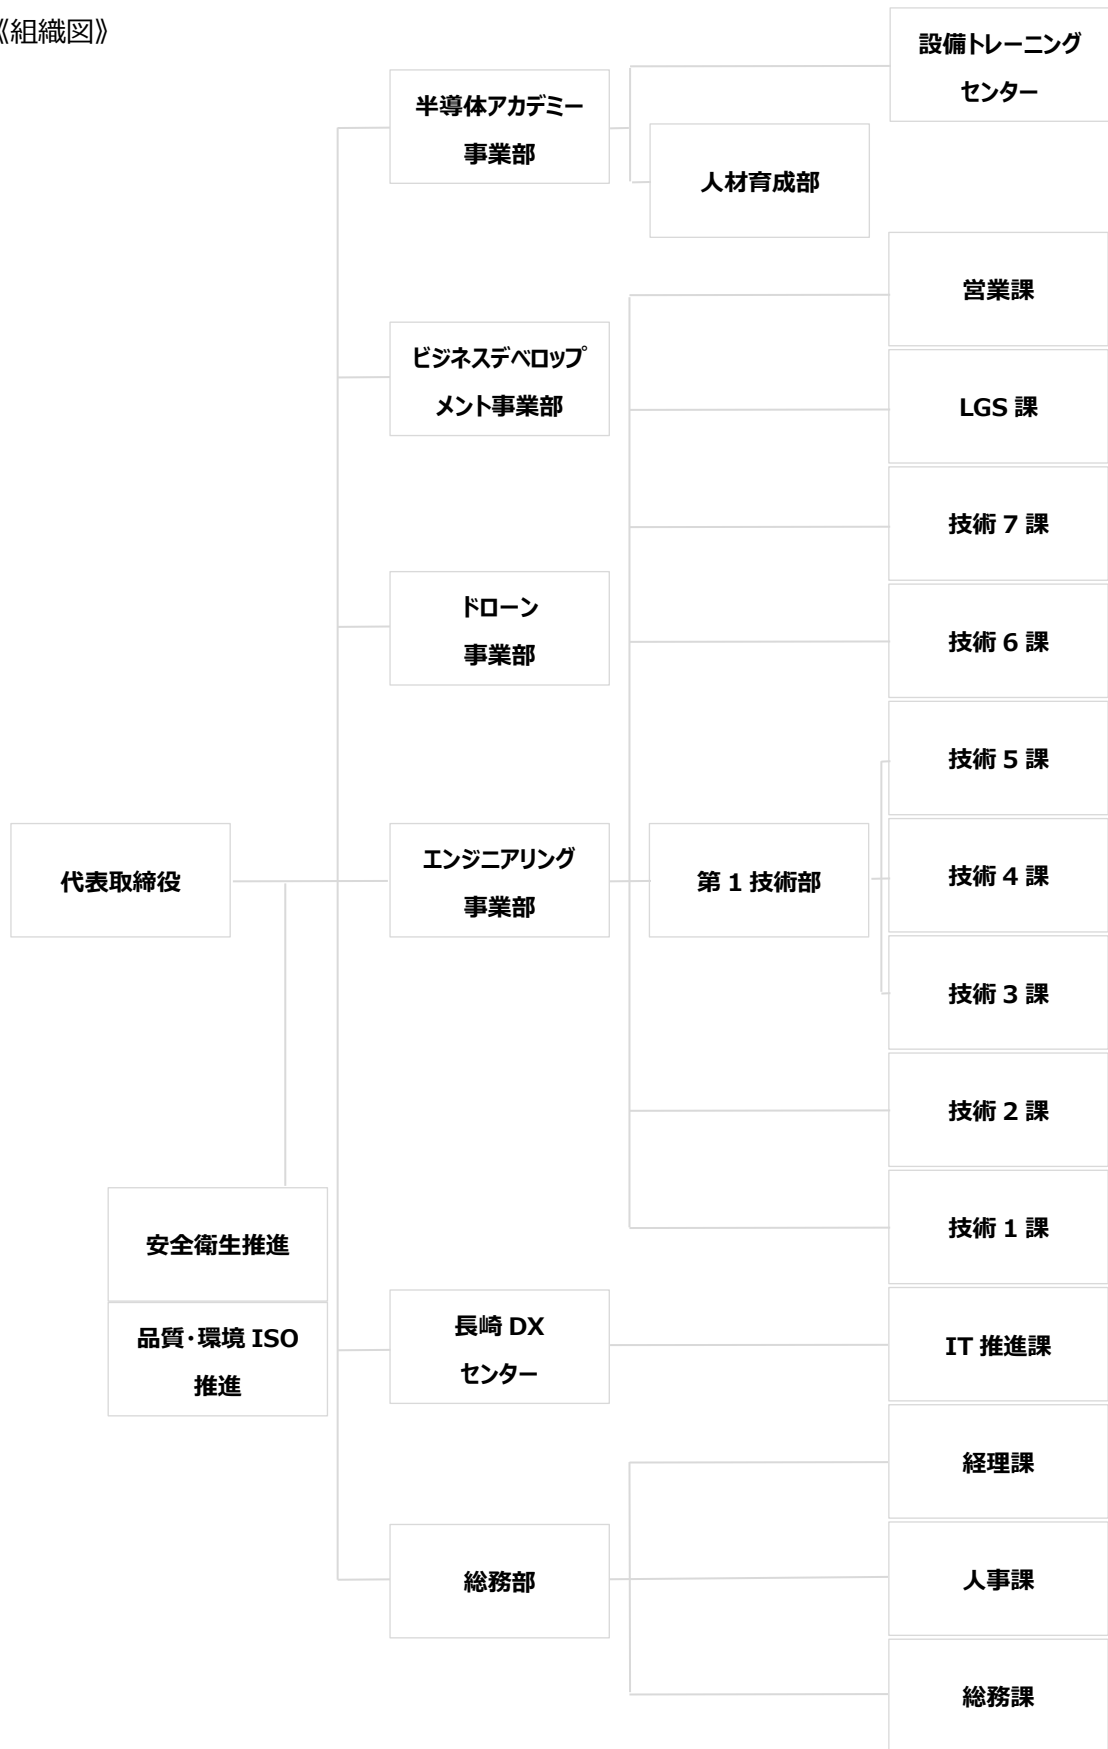 《組織図》
設備トレーニング
センター
半導体アカデミー
事業部
人材育成部
営業課
ビジネスデベロップ
メント事業部
LGS 課
技術 7 課
ドローン
事業部
技術 6 課
技術 5 課
代表取締役
エンジニアリング
事業部
第 1 技術部
技術 4 課
技術 3 課
技術 2 課
技術 1 課
安全衛生推進
品質・環境 ISO
推進
長崎 DX
センター
IT 推進課
経理課
総務部
人事課
総務課